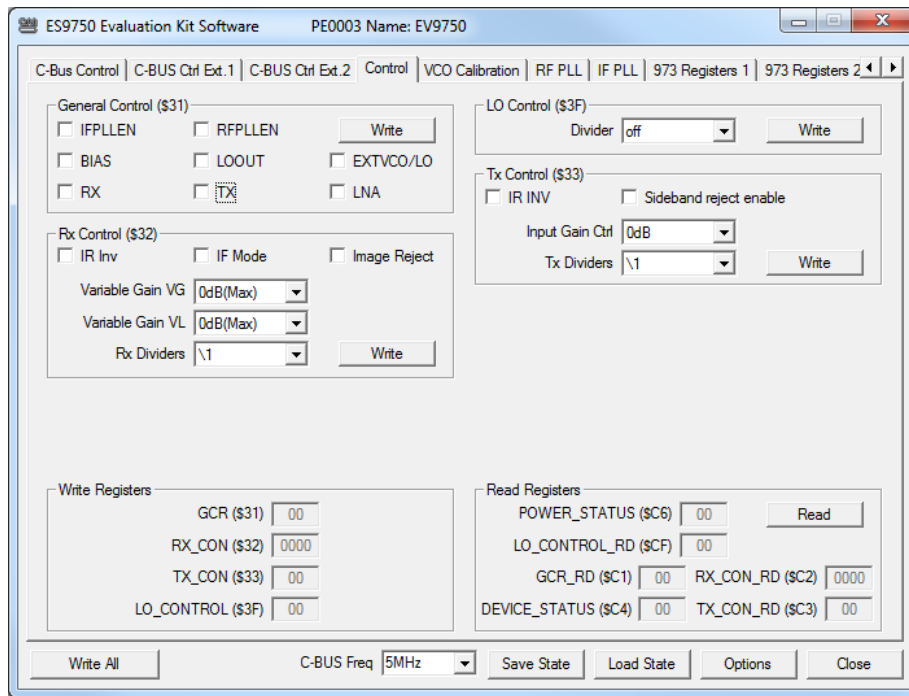 ES9750 Evaluation Kit Software PE0003 Name: EV9750
C-Bus Control C-BUS Ctrl Ext.1 C-BUS Ctrl Ext.2 Control VCO Calibration RF PLL IF PLL 973 Registers 1 973 Registers 2
General Control ($31)
IFPLLEN RFPLLEN Write
BIAS LOOUT EXTVCO/LO
RX TX LNA
Rx Control ($32)
IR Inv IF Mode Image Reject
Variable Gain VG 0dB(Max)
Variable Gain VL 0dB(Max)
Rx Dividers \1 Write
LO Control ($3F)
Divider off Write
Tx Control ($33)
IR INV Sideband reject enable
Input Gain Ctrl 0dB
Tx Dividers \1 Write
Write Registers
GCR ($31) 00
RX_CON ($32) 0000
TX_CON ($33) 00
LO_CONTROL ($3F) 00
Read Registers
POWER_STATUS ($C6) 00 Read
LO_CONTROL_RD ($CF) 00
GCR_RD ($C1) 00 RX_CON_RD ($C2) 0000
DEVICE_STATUS ($C4) 00 TX_CON_RD ($C3) 00
Write All C-BUS Freq 5MHz Save State Load State Options Close